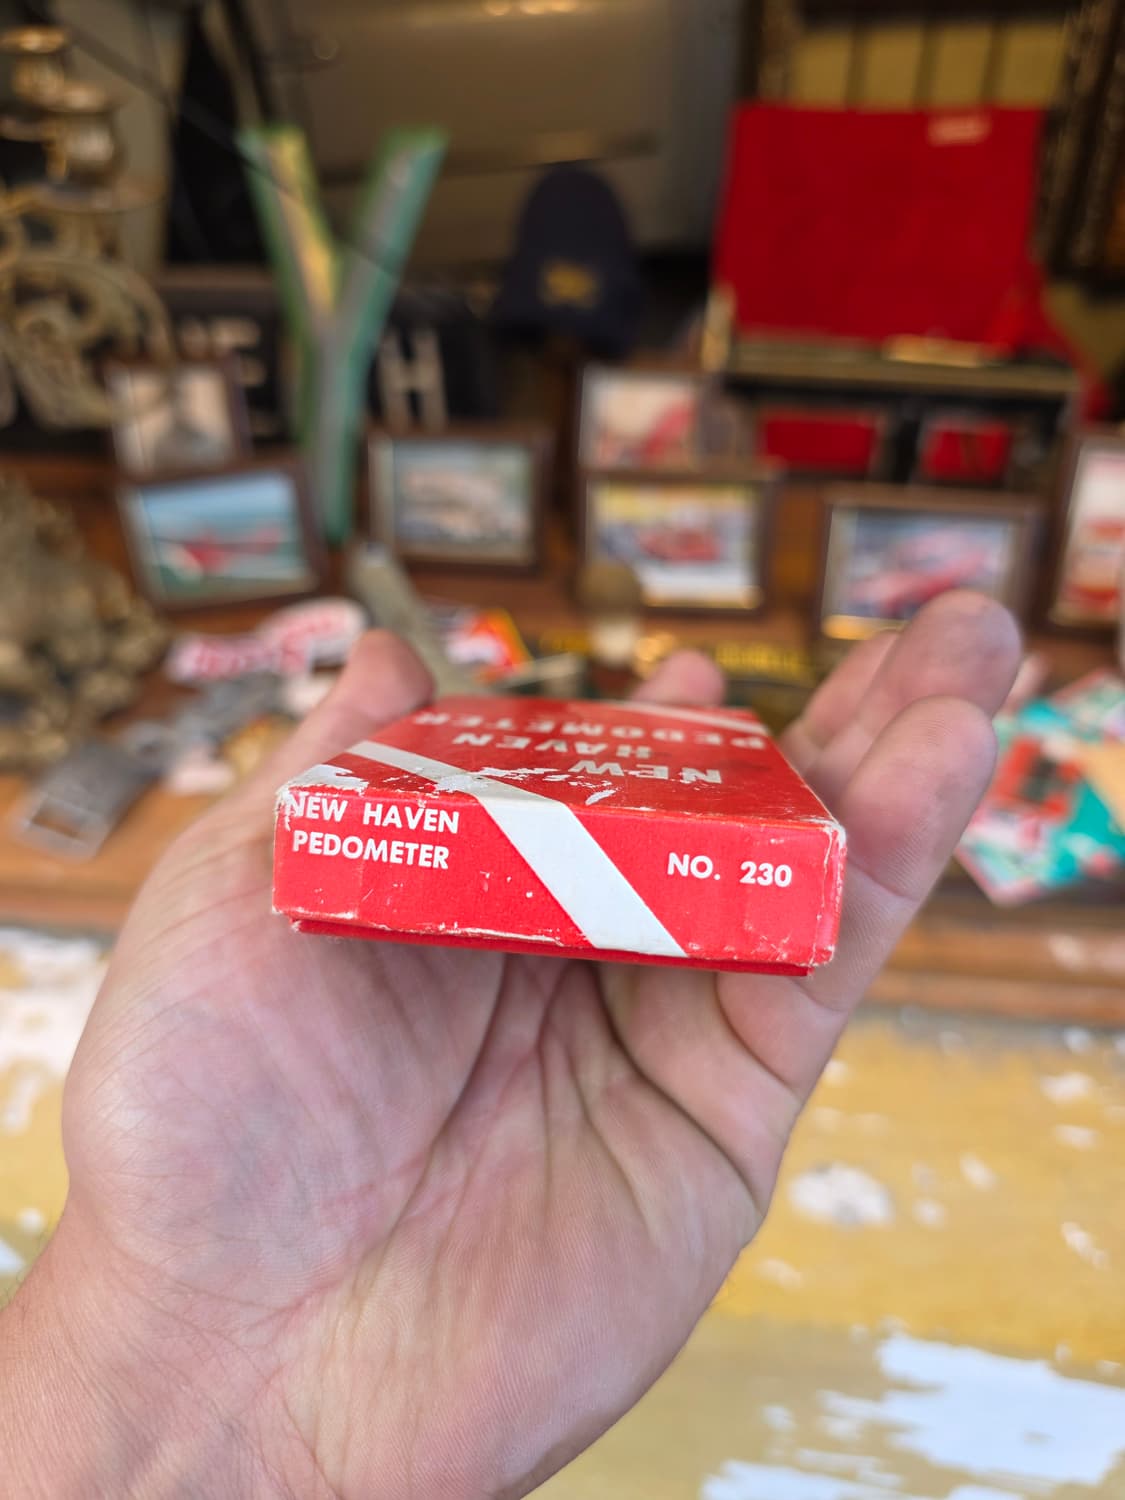 Y
H
NEW
HAVEN
PEDOMETER
NEW HAVEN
PEDOMETER
NO. 230